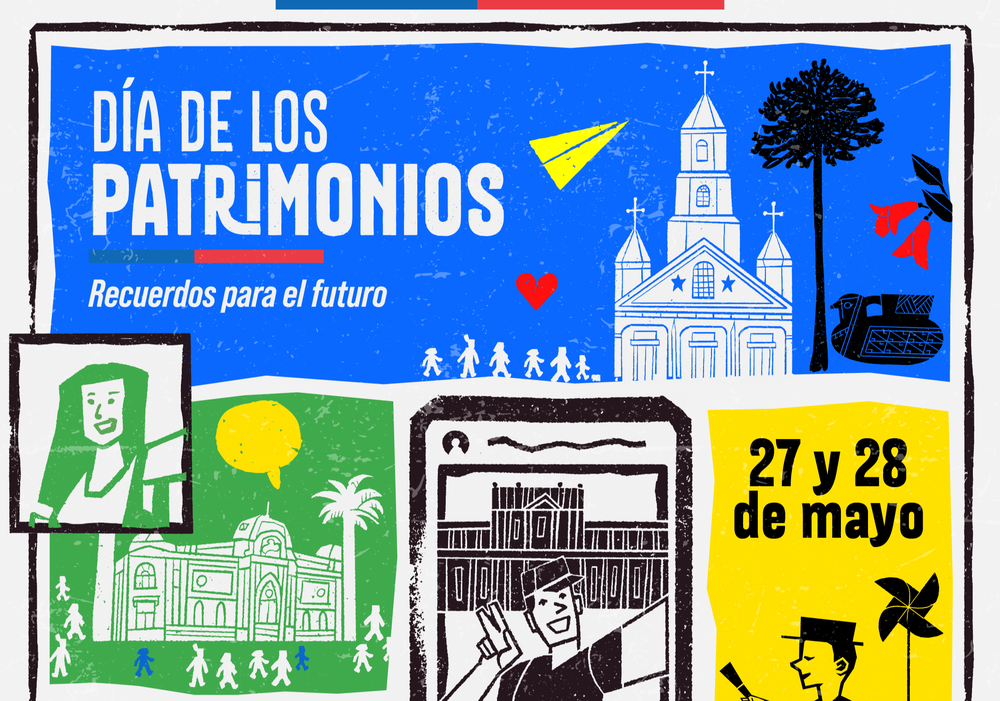 DÍA DE LOS
PATRiMONIOS
Recuerdos para el futuro
27 y 28
de mayo